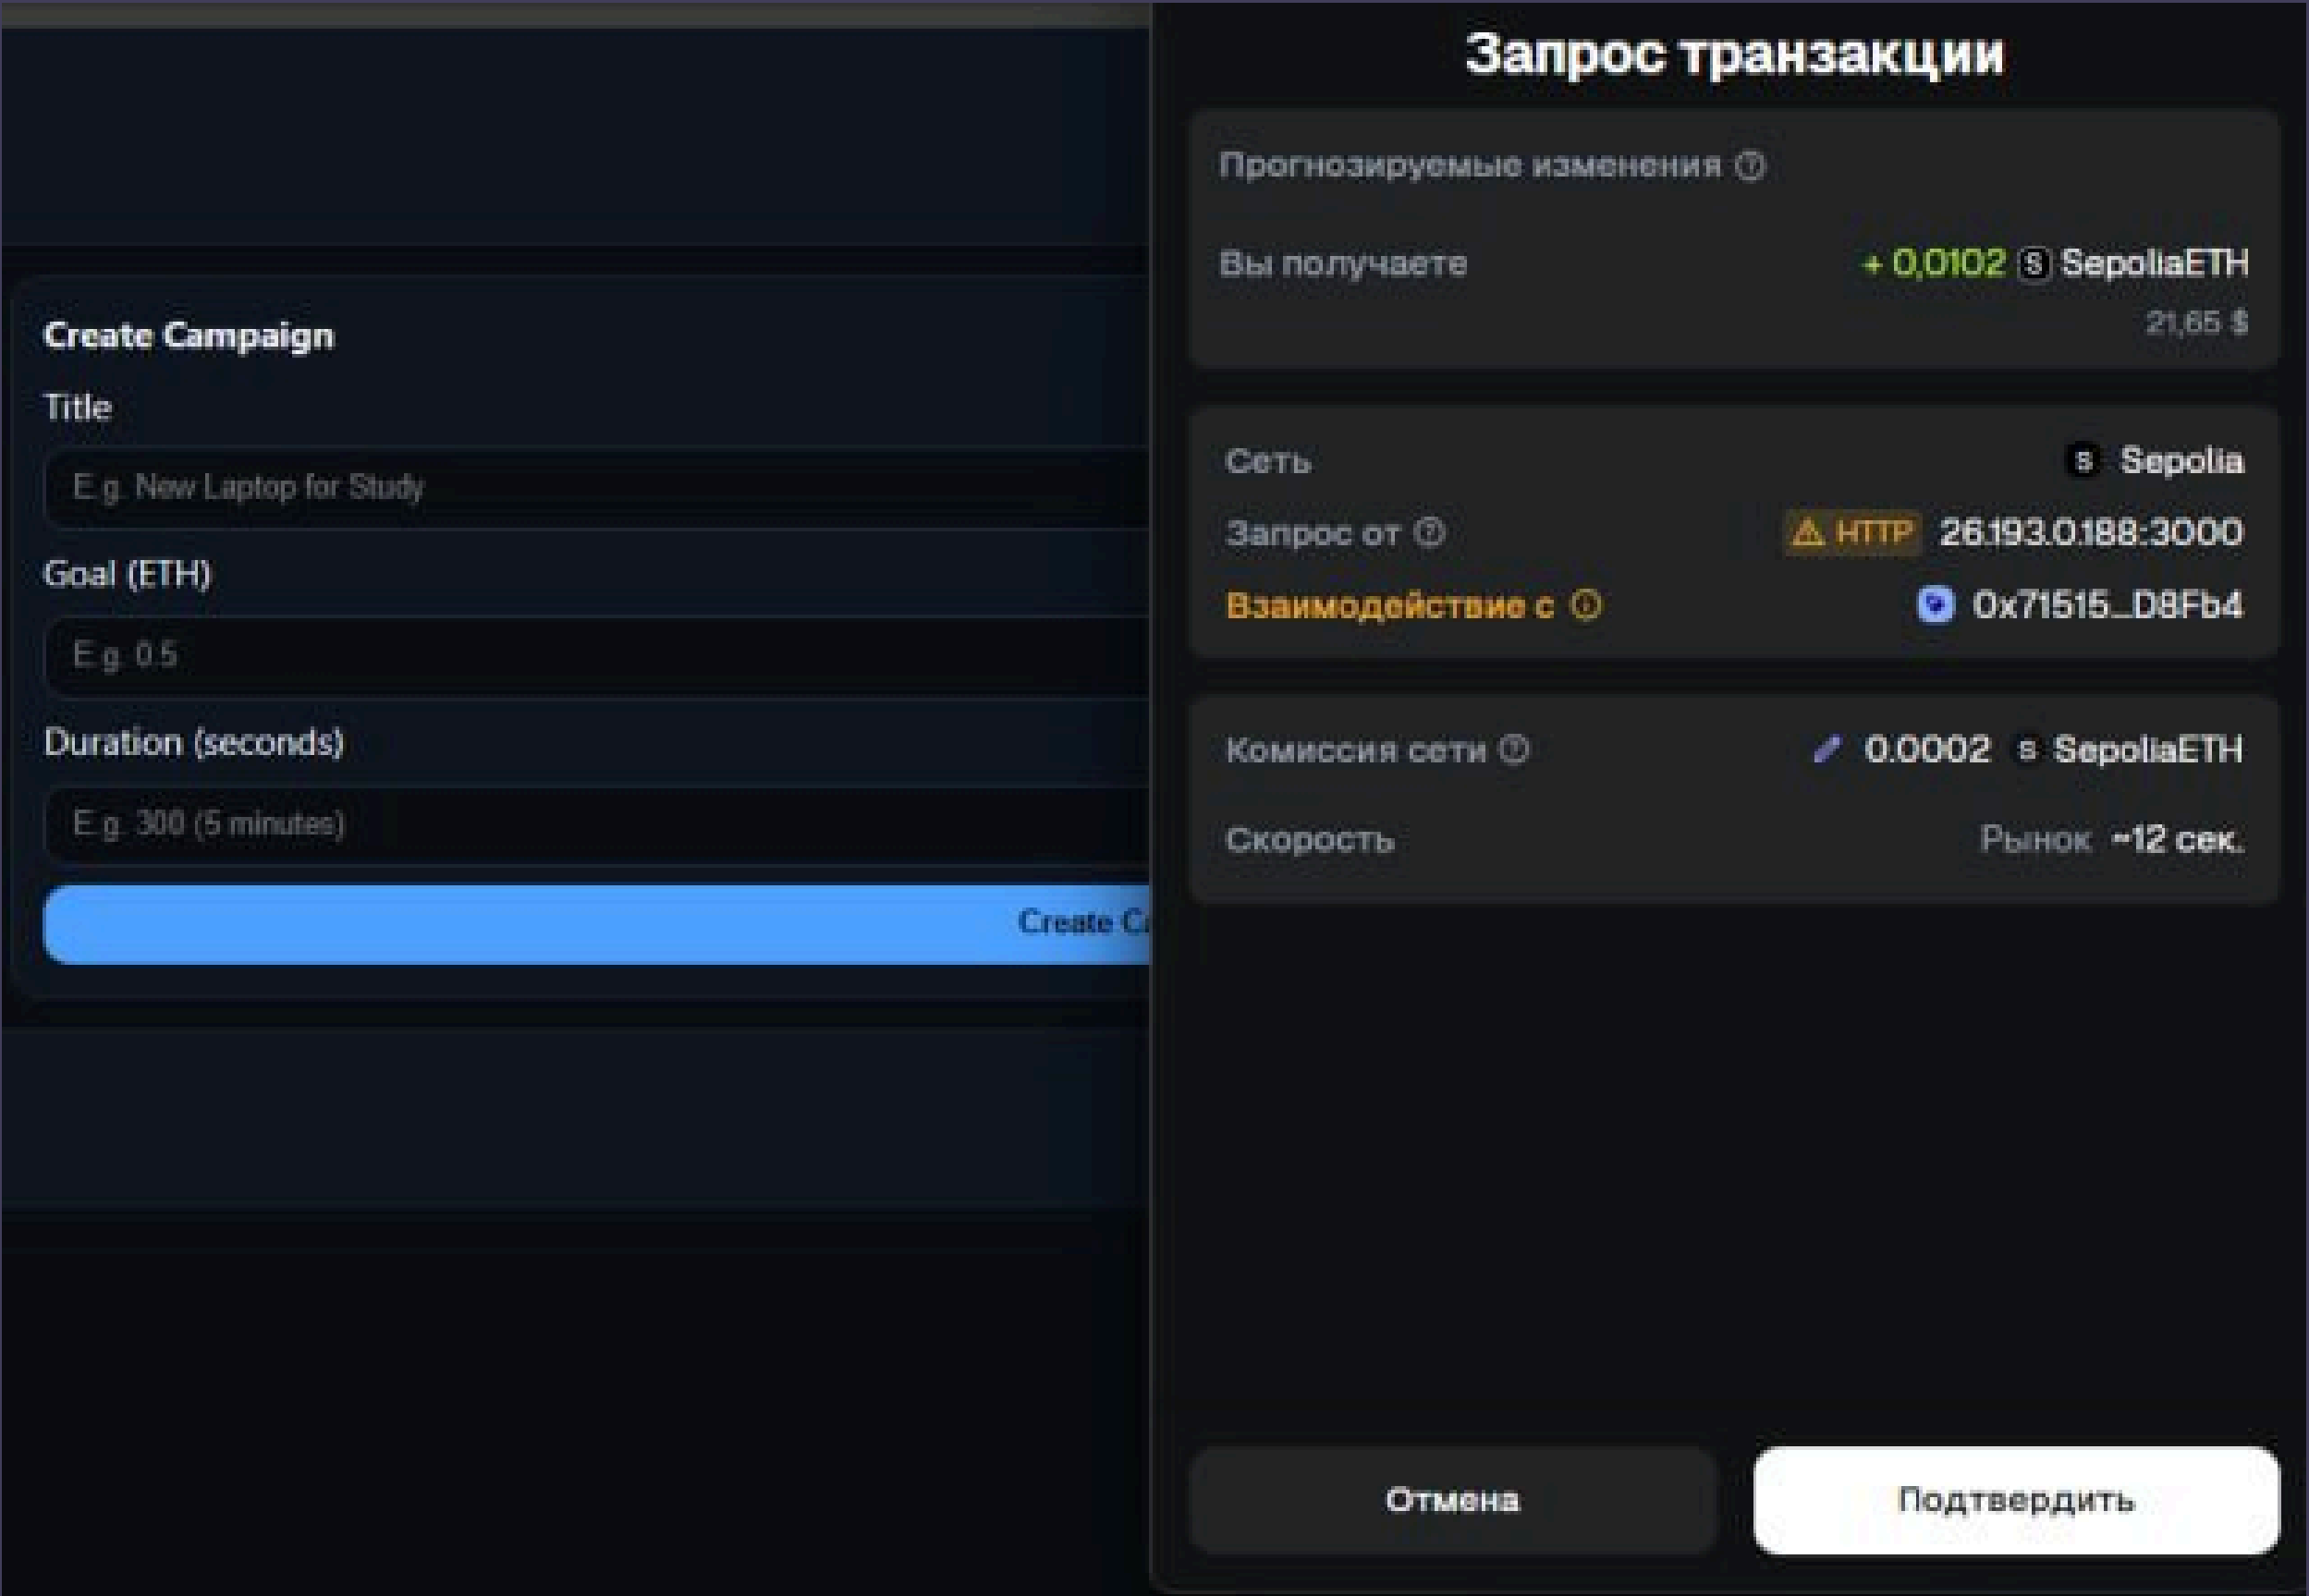 Create Campaign
Title
E.g. New Laptop for Study
Goal (ETH)
E.g. 0.5
Duration (seconds)
E.g. 300 (5 minutes)
Create
Запрос транзакции
Прогнозируемые изменения
Вы получаете + 0,0102 S SepoliaETH
21,65 $
Сеть S Sepolia
Запрос от HTTP 26.193.0.188:3000
Взаимодействие с 0x71515...D8Fb4
Комиссия сети 0.0002 S SepoliaETH
Скорость Рынок ~12 сек.
Отмена Подтвердить